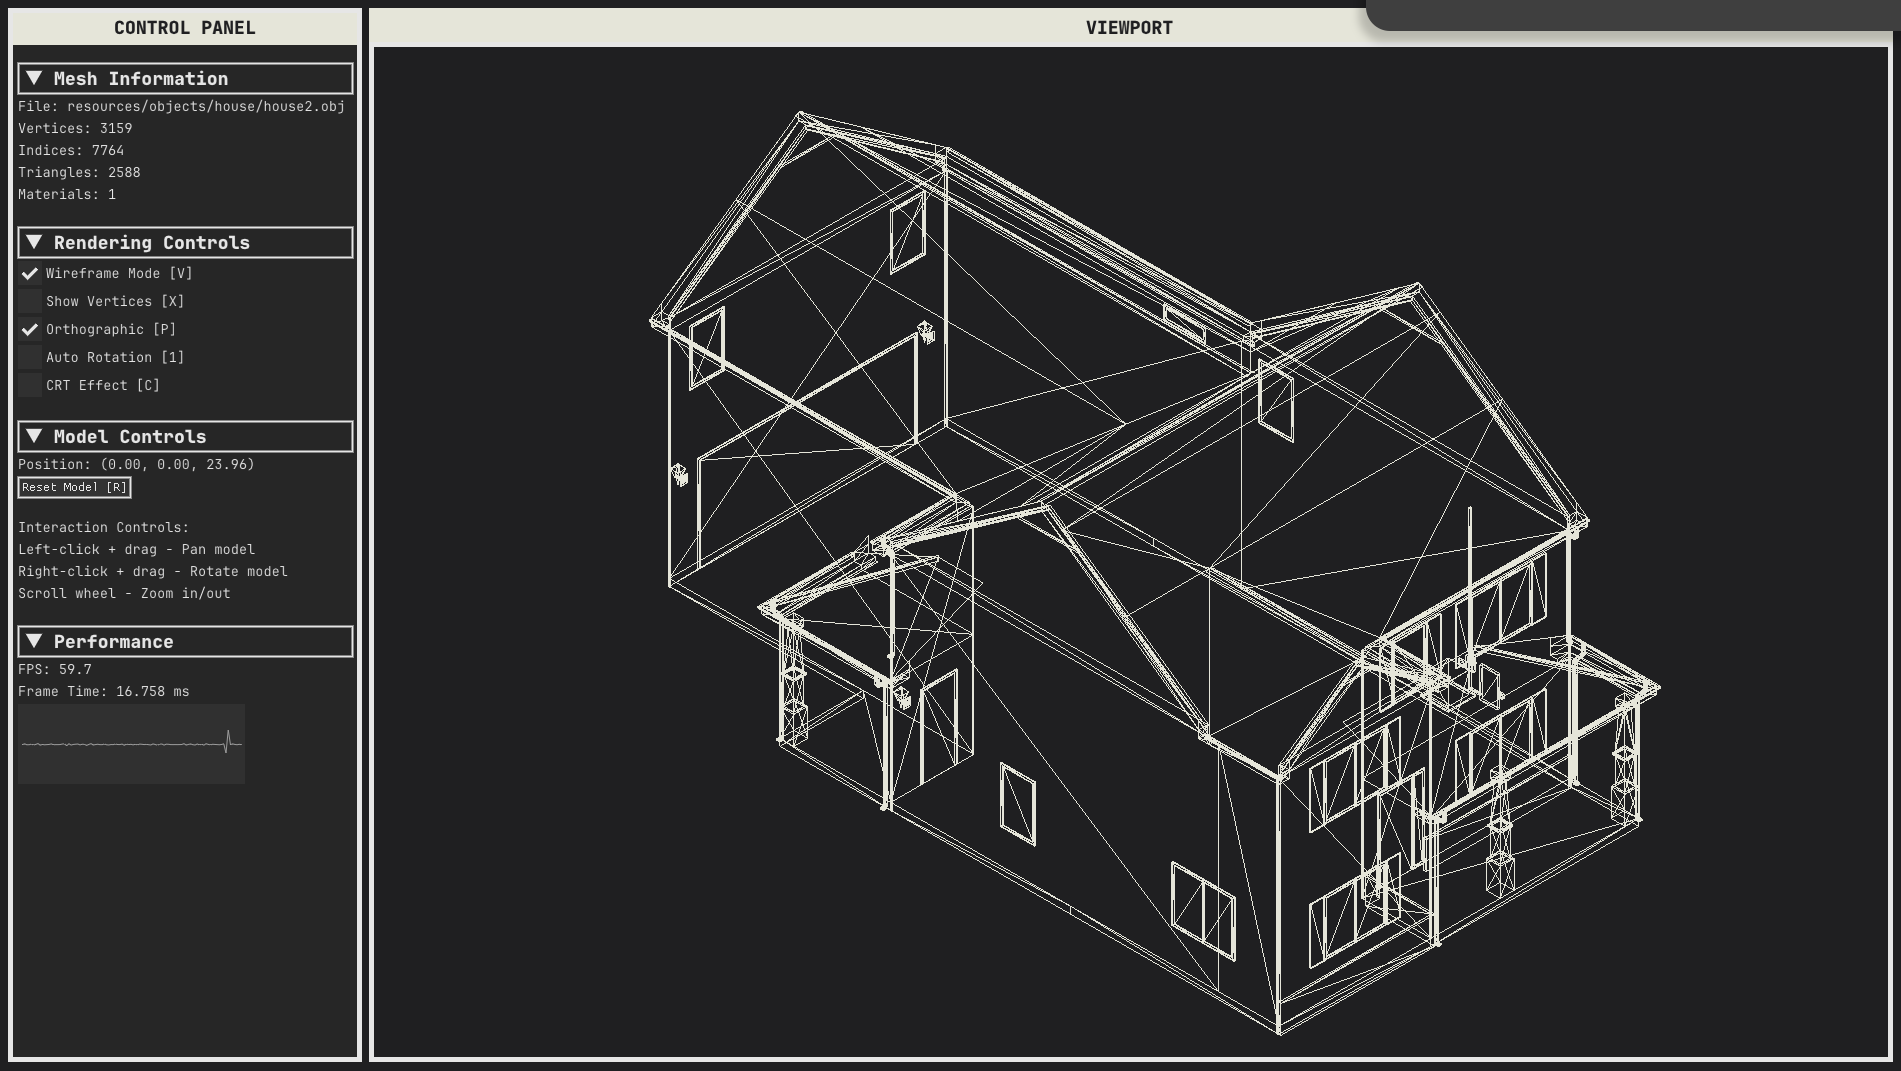 CONTROL PANEL
Mesh Information
File: resources/objects/house/house2.obj
Vertices: 3159
Indices: 7764
Triangles: 2588
Materials: 1
Rendering Controls
Wireframe Mode [V]
Show Vertices [X]
Orthographic [P]
Auto Rotation [1]
CRT Effect [C]
Model Controls
Position: (0.00, 0.00, 23.96)
Reset Model [R]
Interaction Controls:
Left-click + drag - Pan model
Right-click + drag - Rotate model
Scroll wheel - Zoom in/out
Performance
FPS: 59.7
Frame Time: 16.758 ms
VIEWPORT